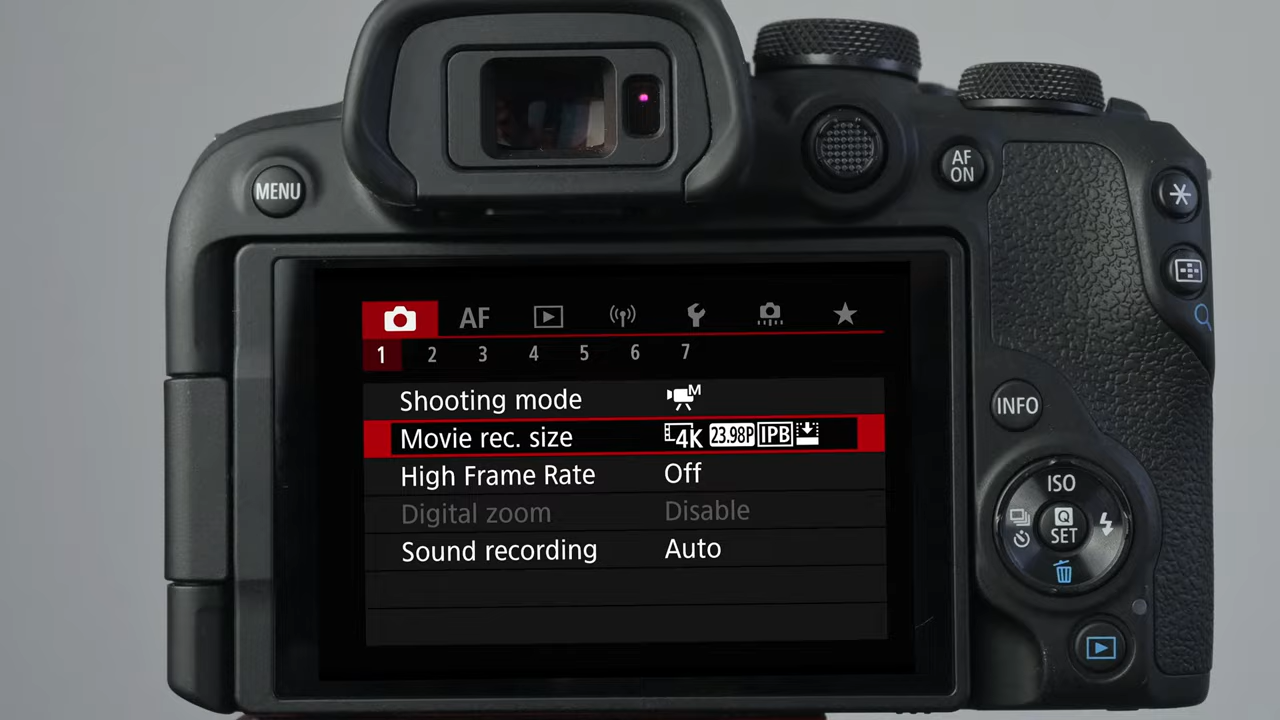 MENU
AF
ON
AF
1 2 3 4 5 6 7
Shooting mode M
Movie rec. size 4K 23.98P IPB
High Frame Rate Off
Digital zoom Disable
Sound recording Auto
INFO
ISO
Q
SET